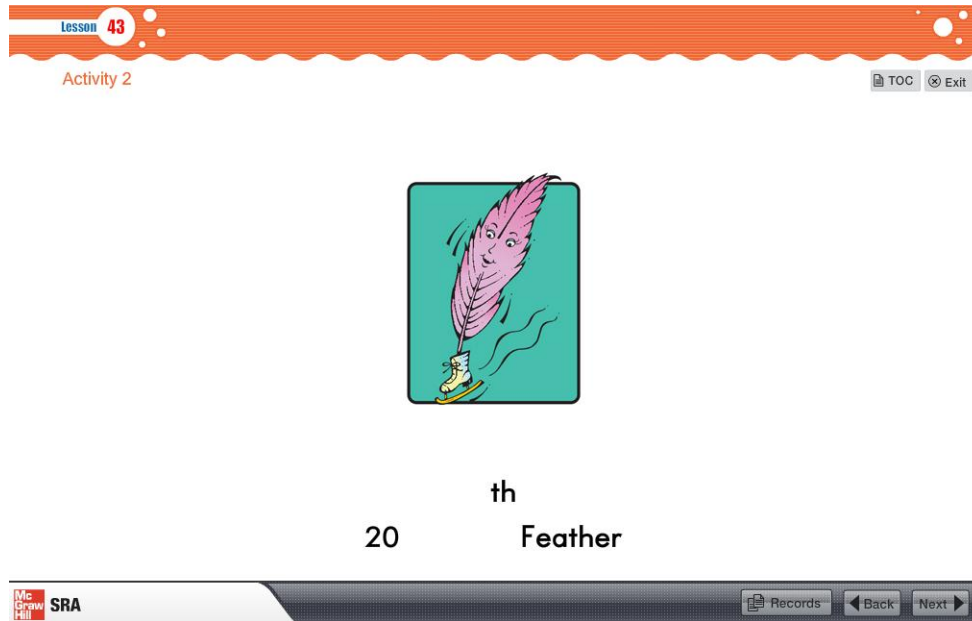 Lesson 43
Activity 2
TOC Exit
th
20 Feather
Mc
Graw
Hill
SRA
Records Back Next